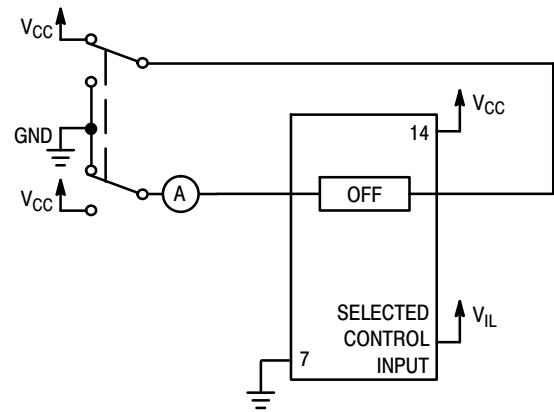 VCC
GND
VCC
A
OFF
14
VCC
SELECTED
CONTROL
INPUT
VIL
7